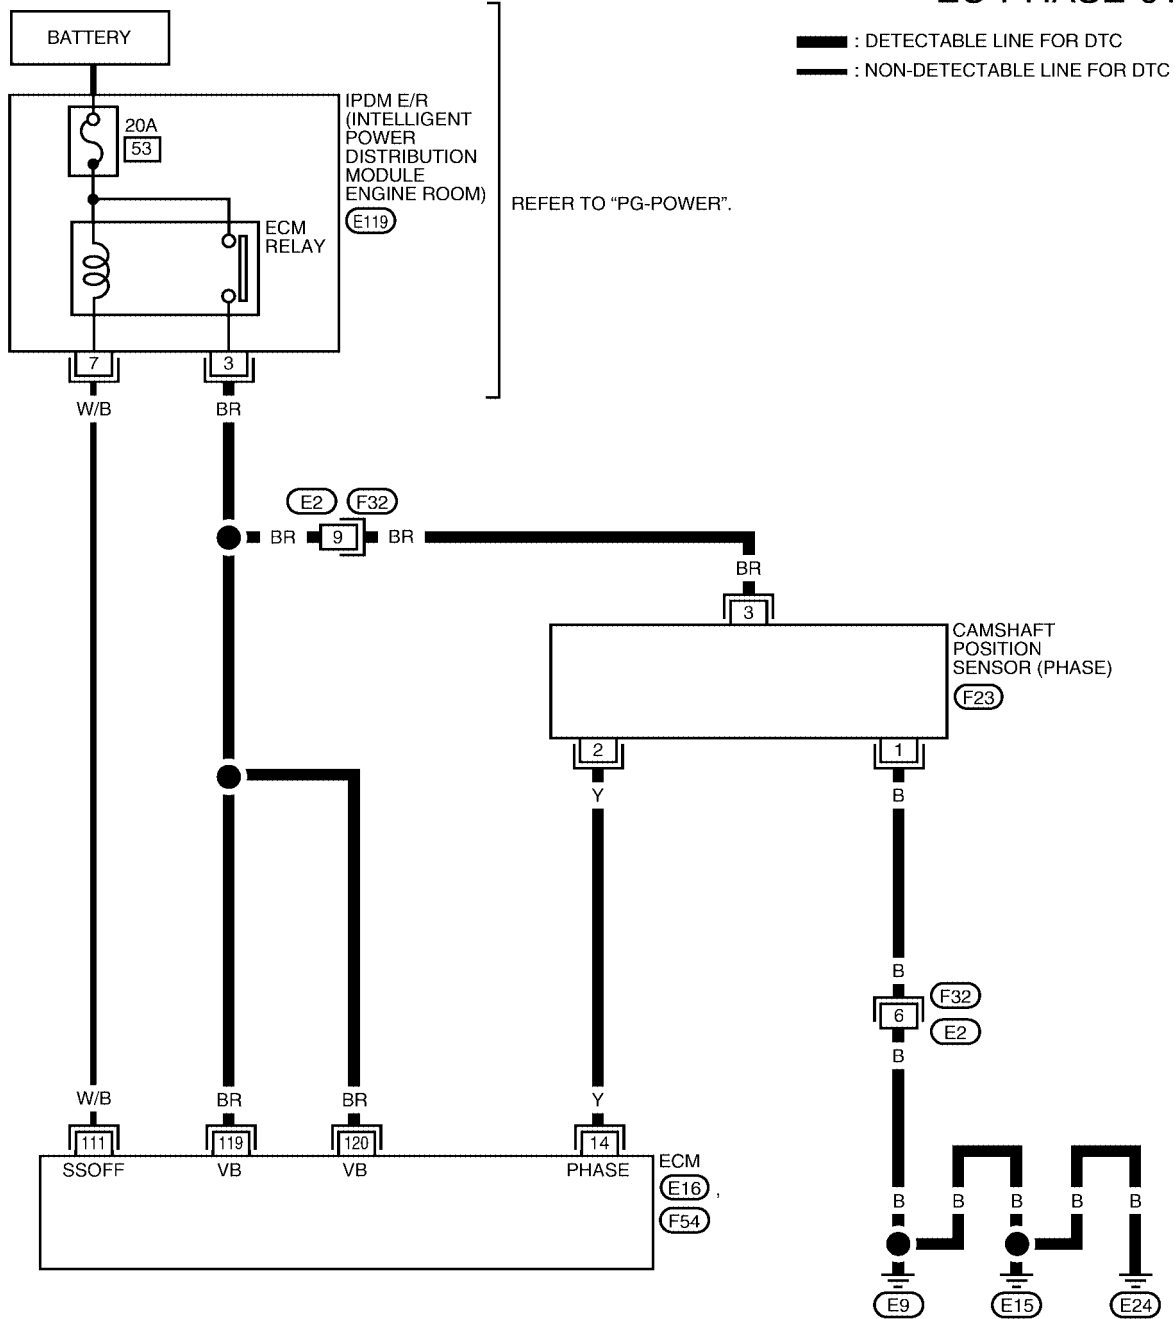 BATTERY
: DETECTABLE LINE FOR DTC
: NON-DETECTABLE LINE FOR DTC
20A
53
IPDM E/R
(INTELLIGENT
POWER
DISTRIBUTION
MODULE
ENGINE ROOM)
E119
REFER TO “PG-POWER”.
ECM
RELAY
7
3
W/B
BR
E2
F32
BR
9
BR
BR
3
CAMSHAFT
POSITION
SENSOR (PHASE)
F23
2
1
Y
B
B
F32
6
E2
B
W/B
BR
BR
Y
111
119
120
14
SSOFF
VB
VB
PHASE
ECM
E16 ,
F54
B
B
B
B
B
E9
E15
E24